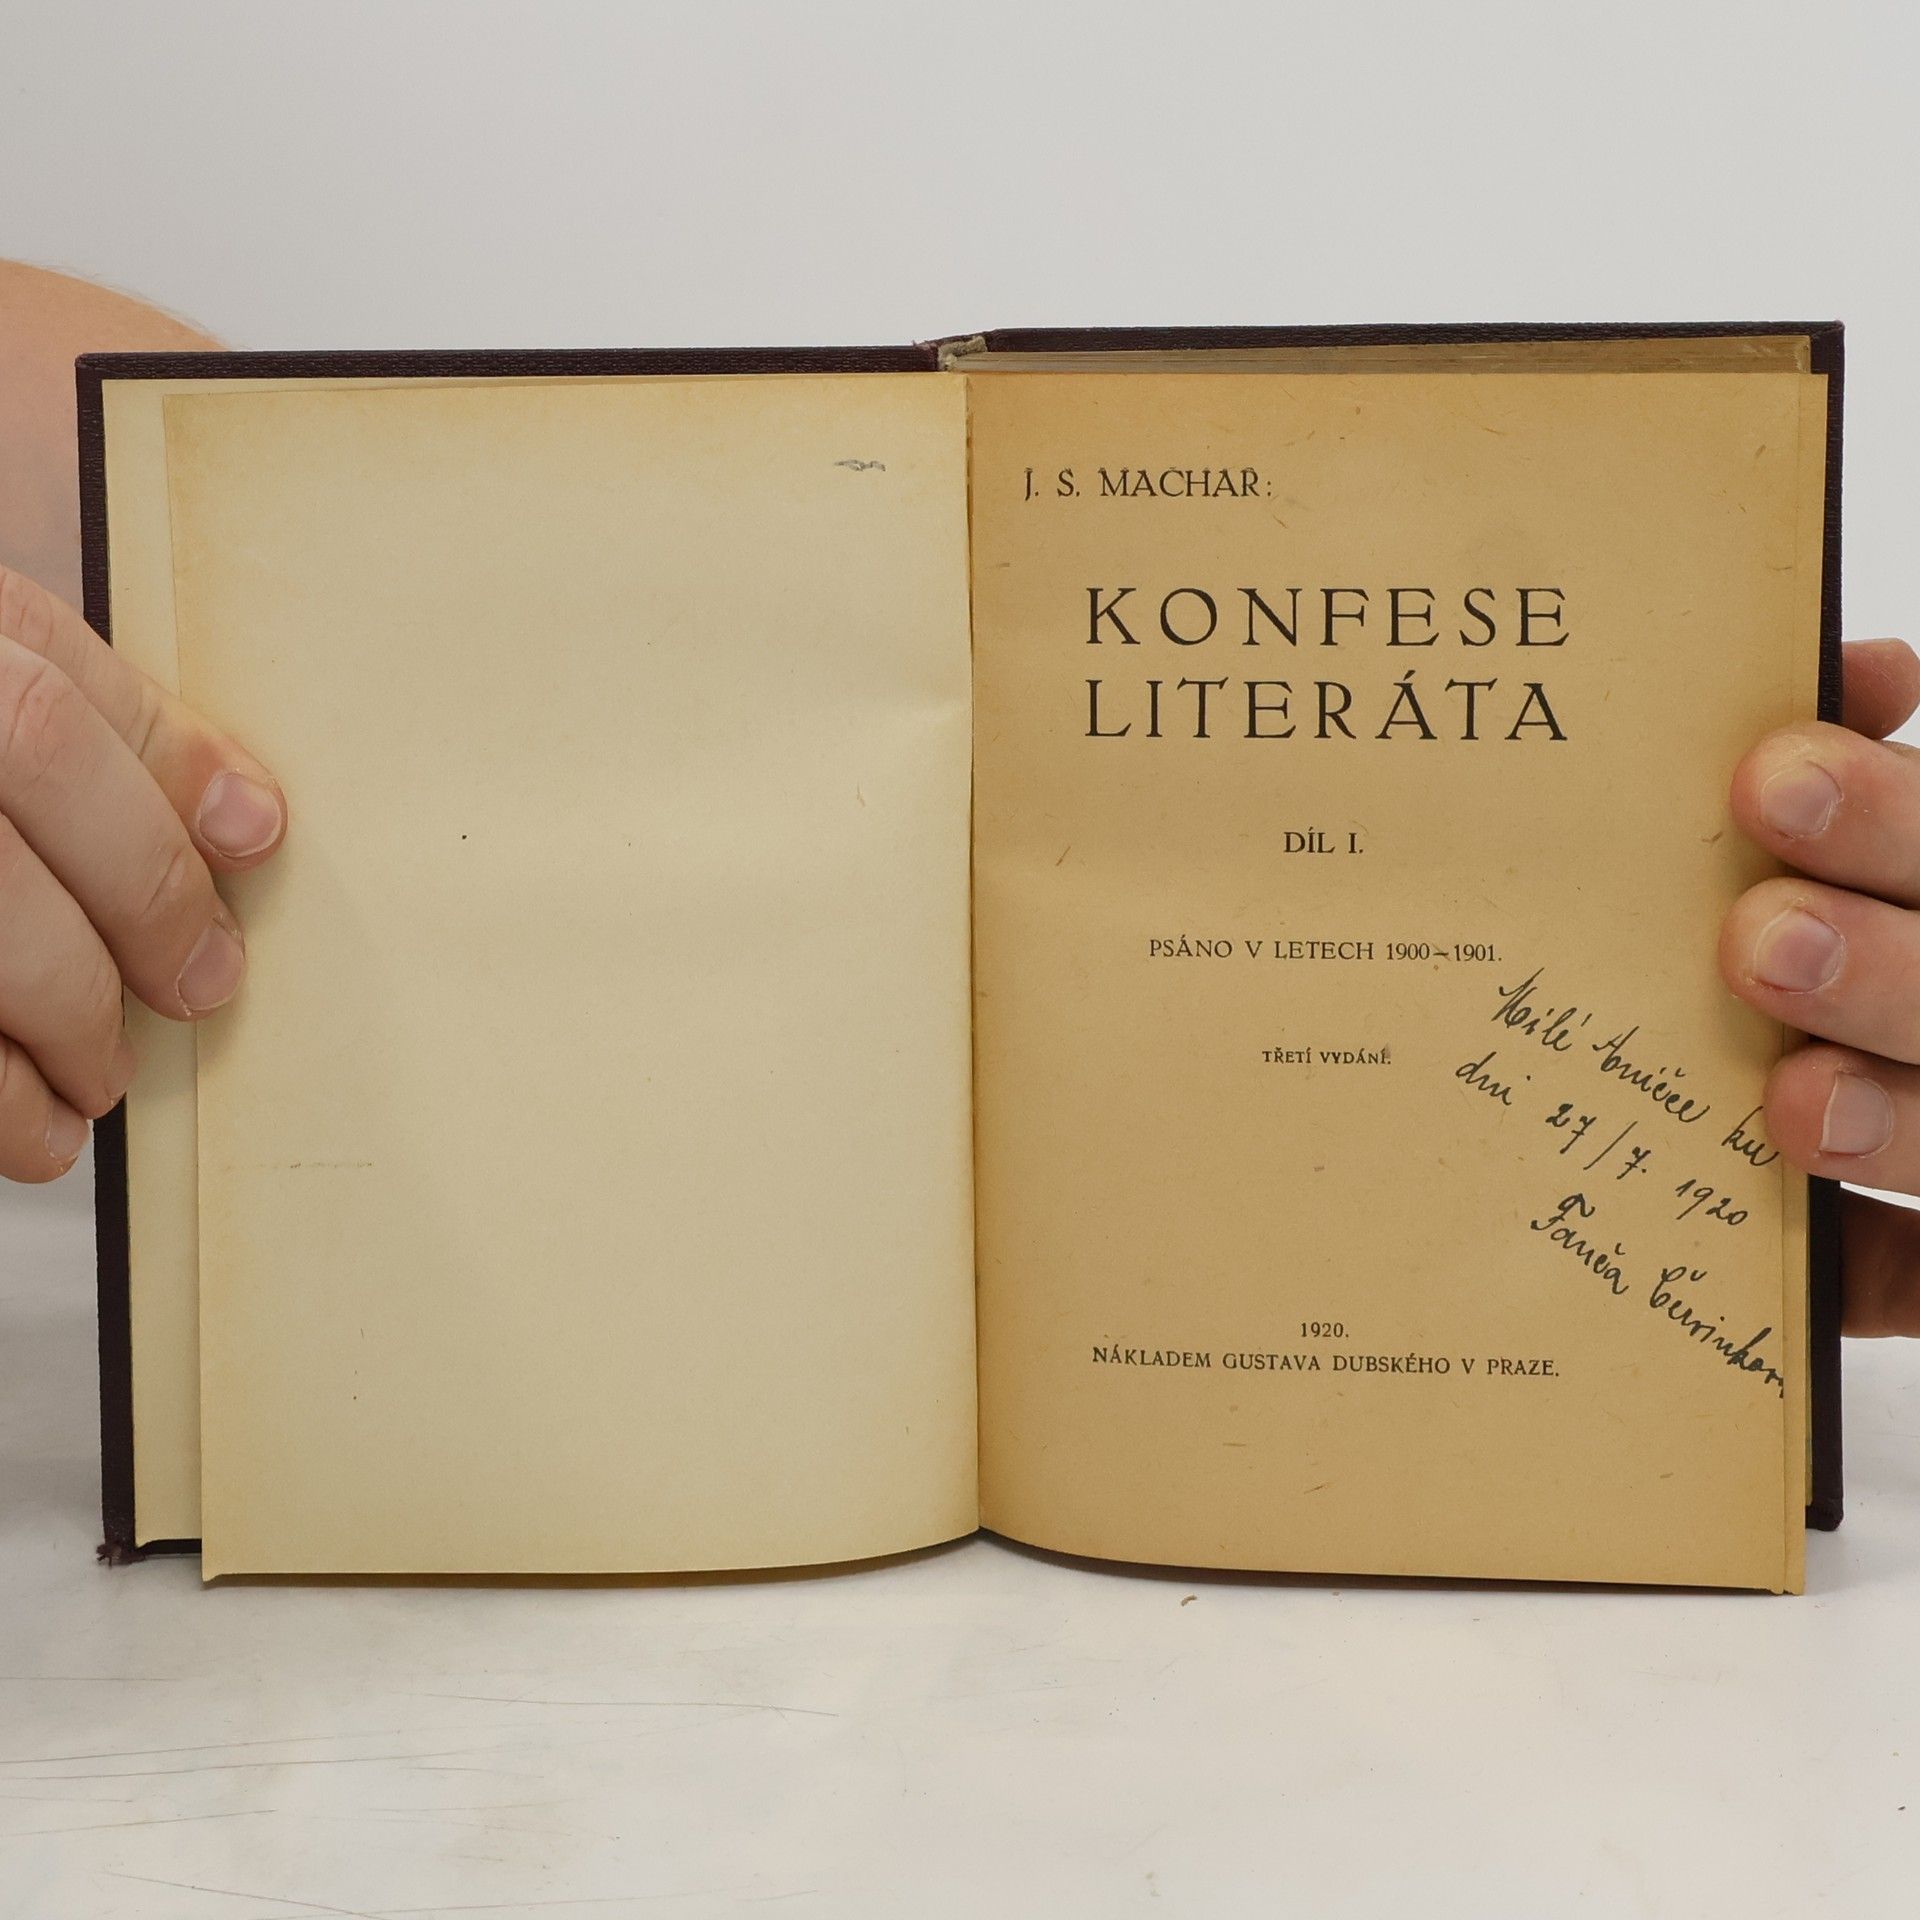 J. S. MACHAR:
KONFESE
LITERÁTA
DÍL I.
PSÁNO V LETECH 1900–1901.
TŘETÍ VYDÁNÍ.
Milé Aničce ku
dni 27/7. 1920
Fanča
1920.
NÁKLADEM GUSTAVA DUBSKÉHO V PRAZE.